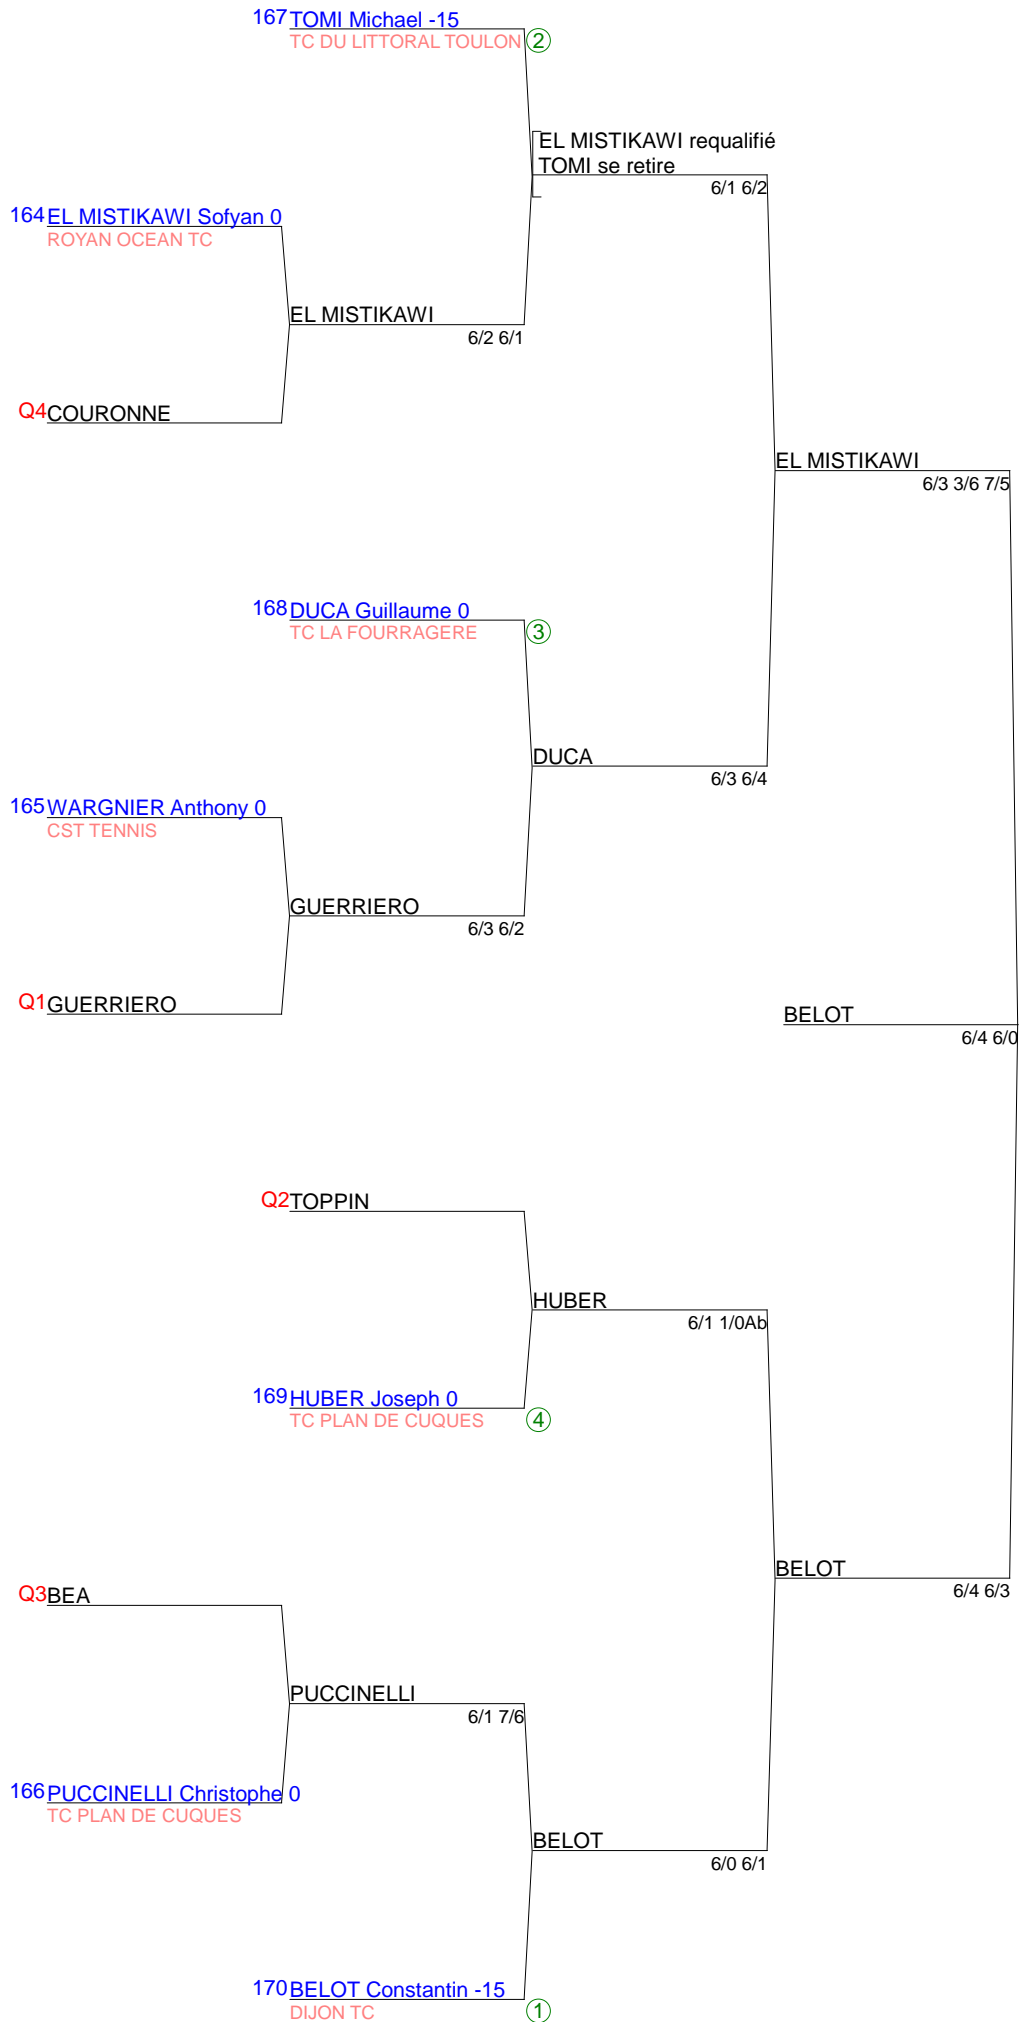 167 TOMI Michael -15
TC DU LITTORAL TOULON 2
EL MISTIKAWI requalifié
TOMI se retire
6/1 6/2
164 EL MISTIKAWI Sofyan 0
ROYAN OCEAN TC
EL MISTIKAWI
6/2 6/1
Q4 COURONNE
EL MISTIKAWI
6/3 3/6 7/5
168 DUCA Guillaume 0
TC LA FOURRAGERE 3
DUCA
6/3 6/4
165 WARGNIER Anthony 0
CST TENNIS
GUERRIERO
6/3 6/2
Q1 GUERRIERO
BELOT
6/4 6/0
Q2 TOPPIN
HUBER
6/1 1/0Ab
169 HUBER Joseph 0
TC PLAN DE CUQUES 4
BELOT
6/4 6/3
Q3 BEA
PUCCINELLI
6/1 7/6
166 PUCCINELLI Christophe 0
TC PLAN DE CUQUES
BELOT
6/0 6/1
170 BELOT Constantin -15
DIJON TC 1